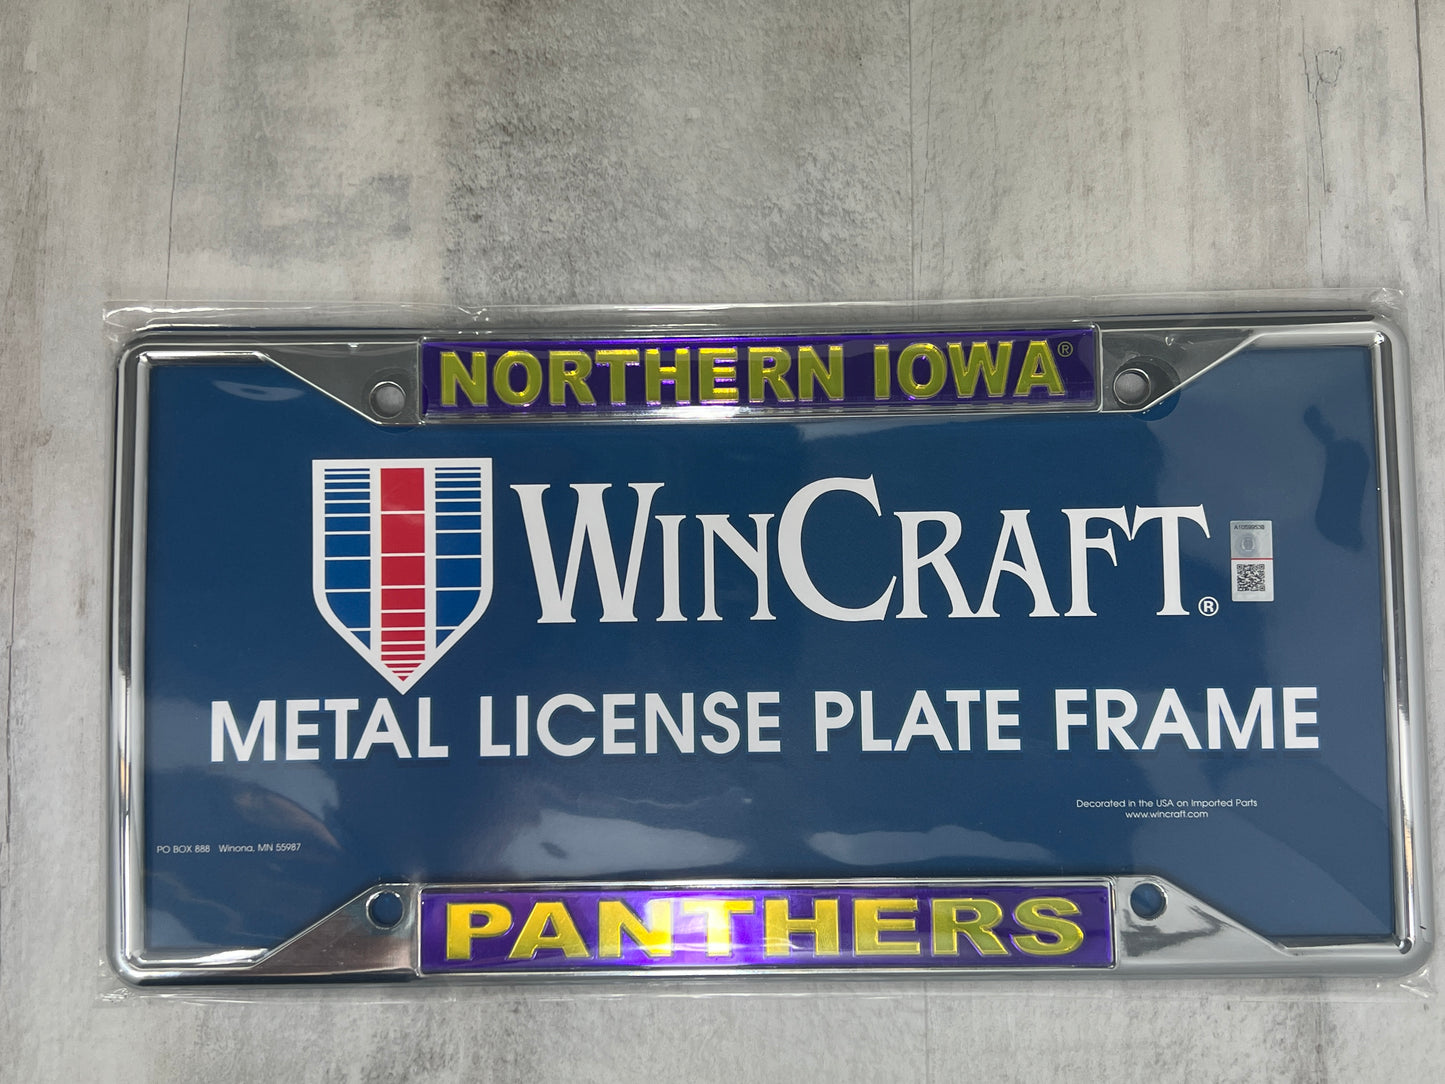 NORTHERN IOWA®
WINCRAFT®
METAL LICENSE PLATE FRAME
Decorated in the USA on Imported Parts
www.wincraft.com
PO BOX 888 Winona, MN 55987
PANTHERS